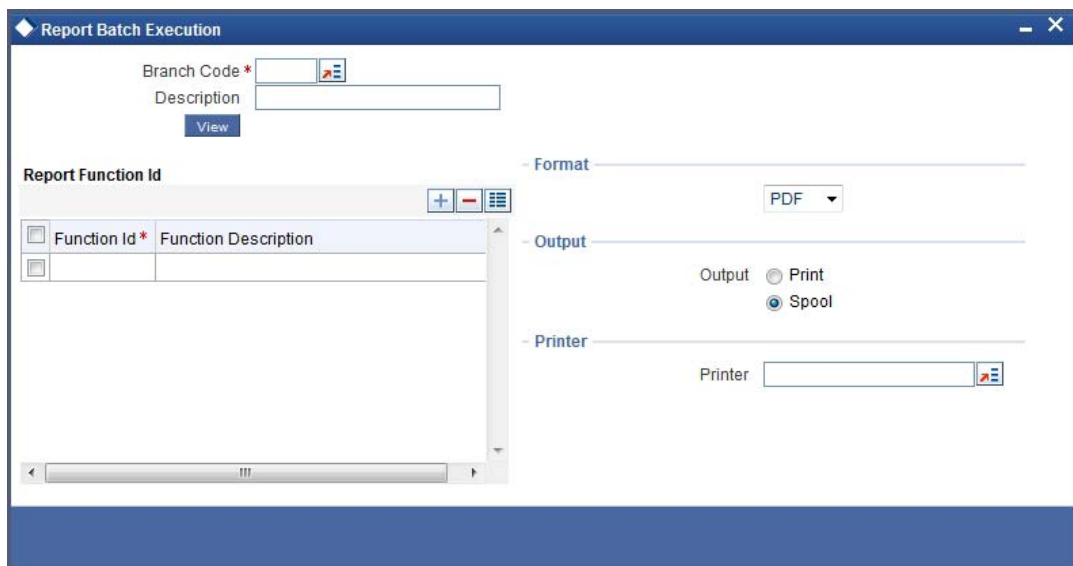 Report Batch Execution
Branch Code *
Description
View
Report Function Id
Function Id * Function Description
Format
PDF
Output
Output Print
Spool
Printer
Printer